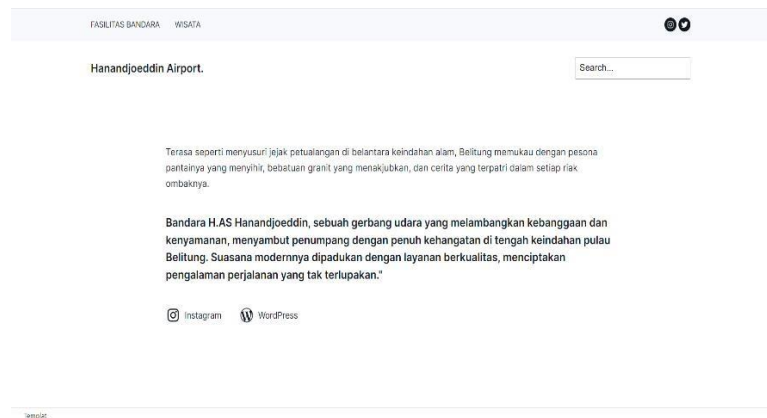 FASILITAS BANDARA WISATA
Hanandjoeddin Airport.
Search...
Terasa seperti menyusuri jejak petualangan di belantara keindahan alam, Belitung memukau dengan pesona
pantainya yang menyihir, bebatuan granit yang menakjubkan, dan cerita yang terpatri dalam setiap riak
ombaknya.
Bandara H.AS Hanandjoeddin, sebuah gerbang udara yang melambangkan kebanggaan dan
kenyamanan, menyambut penumpang dengan penuh kehangatan di tengah keindahan pulau
Belitung. Suasana modernnya dipadukan dengan layanan berkualitas, menciptakan
pengalaman perjalanan yang tak terlupakan."
Instagram WordPress
Templat